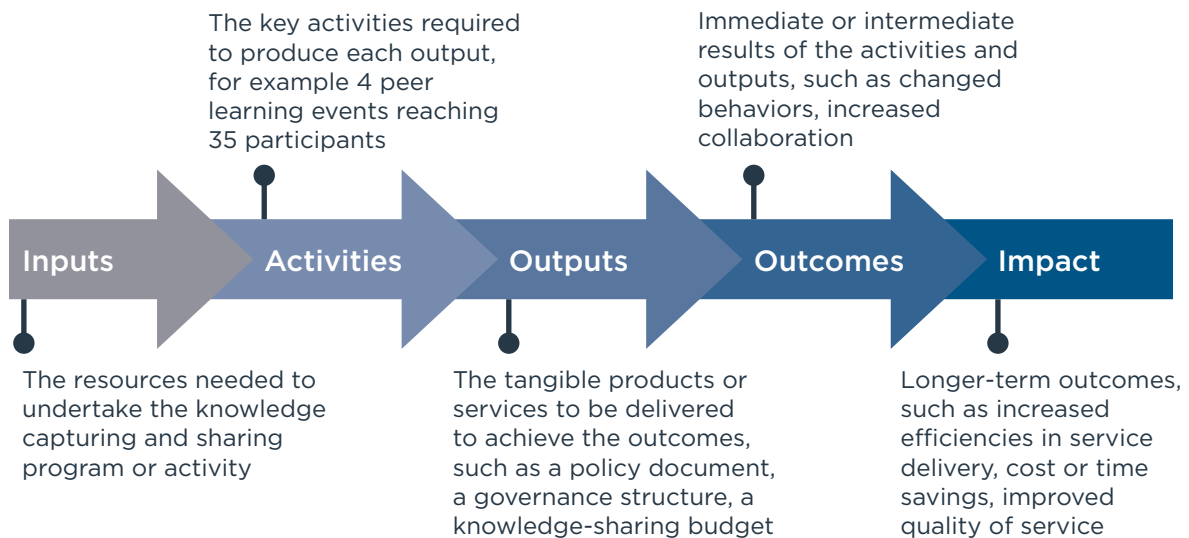 The key activities required
to produce each output,
for example 4 peer
learning events reaching
35 participants
Immediate or intermediate
results of the activities and
outputs, such as changed
behaviors, increased
collaboration
Inputs
Activities
Outputs
Outcomes
Impact
The resources needed to
undertake the knowledge
capturing and sharing
program or activity
The tangible products or
services to be delivered
to achieve the outcomes,
such as a policy document,
a governance structure, a
knowledge-sharing budget
Longer-term outcomes,
such as increased
efficiencies in service
delivery, cost or time
savings, improved
quality of service